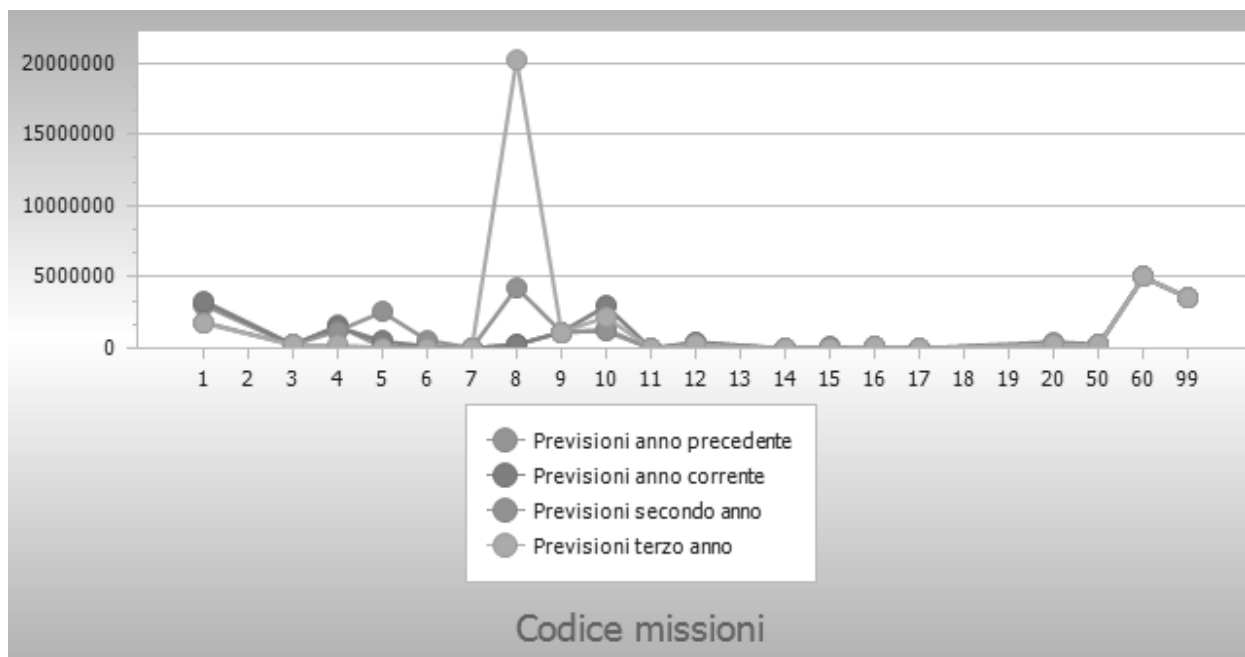 20000000
15000000
10000000
5000000
0
1 2 3 4 5 6 7 8 9 10 11 12 13 14 15 16 17 18 19 20 50 60 99
Previsioni anno precedente
Previsioni anno corrente
Previsioni secondo anno
Previsioni terzo anno
Codice missioni